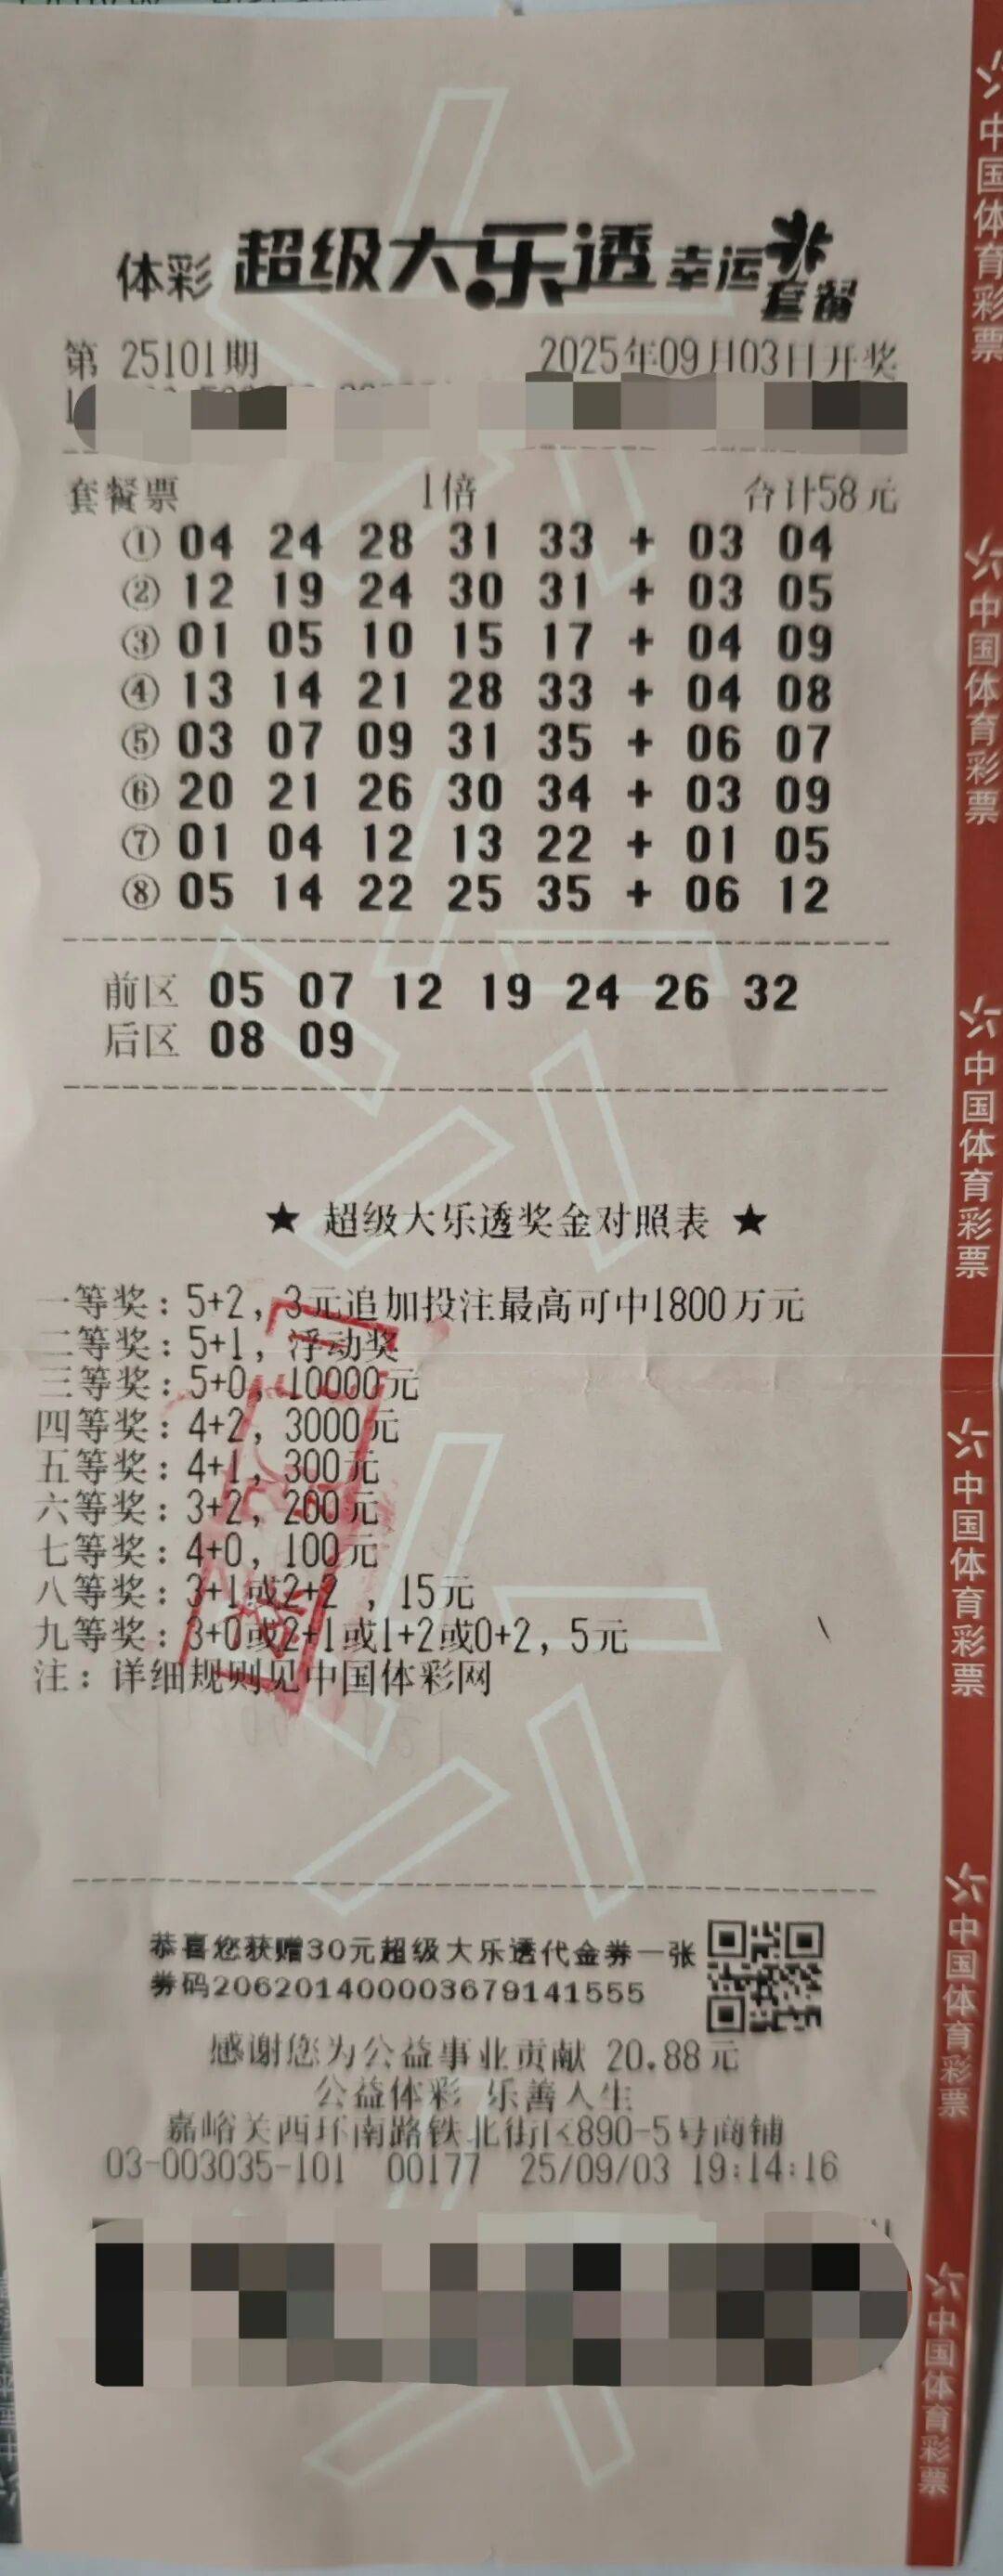 体彩 超级大乐透 幸运 套餐
第 25101期 2025年09月03日开奖
套餐票 1倍 合计58元
① 04 24 28 31 33 + 03 04
② 12 19 24 30 31 + 03 05
③ 01 05 10 15 17 + 04 09
④ 13 14 21 28 33 + 04 08
⑤ 03 07 09 31 35 + 06 07
⑥ 20 21 26 30 34 + 03 09
⑦ 01 04 12 13 22 + 01 05
⑧ 05 14 22 25 35 + 06 12
前区 05 07 12 19 24 26 32
后区 08 09
★ 超级大乐透奖金对照表 ★
一等奖: 5+2, 3元追加投注最高可中1800万元
二等奖: 5+1, 浮动奖
三等奖: 5+0, 10000元
四等奖: 4+2, 3000元
五等奖: 4+1, 300元
六等奖: 3+2, 200元
七等奖: 4+0, 100元
八等奖: 3+1或2+2 , 15元
九等奖: 3+0或2+1或1+2或0+2, 5元
注: 详细规则见中国体彩网
恭喜您获赠30元超级大乐透代金券一张
券码2062014000003679141555
感谢您为公益事业贡献 20.88元
公益体彩 乐善人生
嘉峪关西环南路铁北街区890-5号商铺
03-003035-101 00177 25/09/03 19:14:16
中国体育彩票
中国体育彩票
中国体育彩票
中国体育彩票
中国体育彩票
中国体育彩票